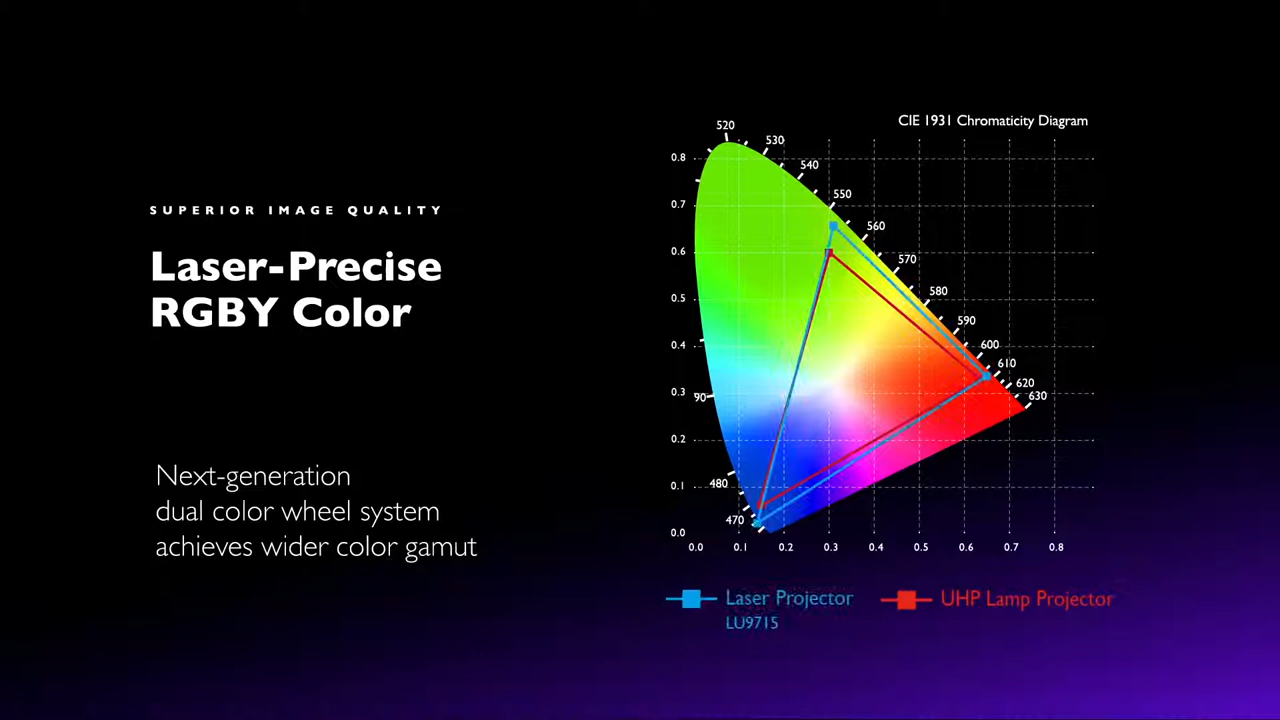 SUPERIOR IMAGE QUALITY
Laser-Precise
RGBY Color
Next-generation
dual color wheel system
achieves wider color gamut
CIE 1931 Chromaticity Diagram
520
530
540
550
560
570
580
590
600
610
620
630
90
480
470
0.8
0.7
0.6
0.5
0.4
0.3
0.2
0.1
0.0
0.0 0.1 0.2 0.3 0.4 0.5 0.6 0.7 0.8
Laser Projector
LU9715
UHP Lamp Projector